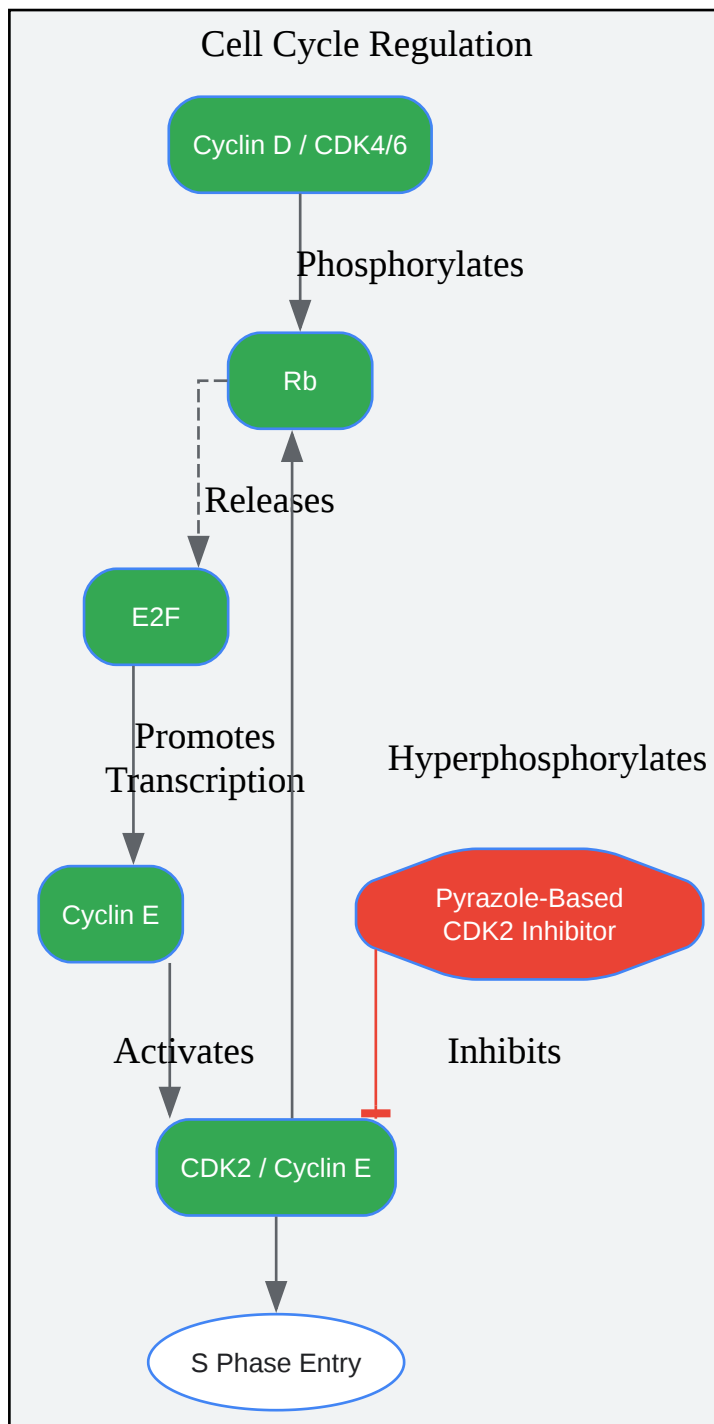 Cell Cycle Regulation
Cyclin D / CDK4/6
Phosphorylates
Rb
Releases
E2F
Promotes
Transcription
Hyperphosphorylates
Cyclin E
Pyrazole-Based
CDK2 Inhibitor
Activates
Inhibits
CDK2 / Cyclin E
S Phase Entry